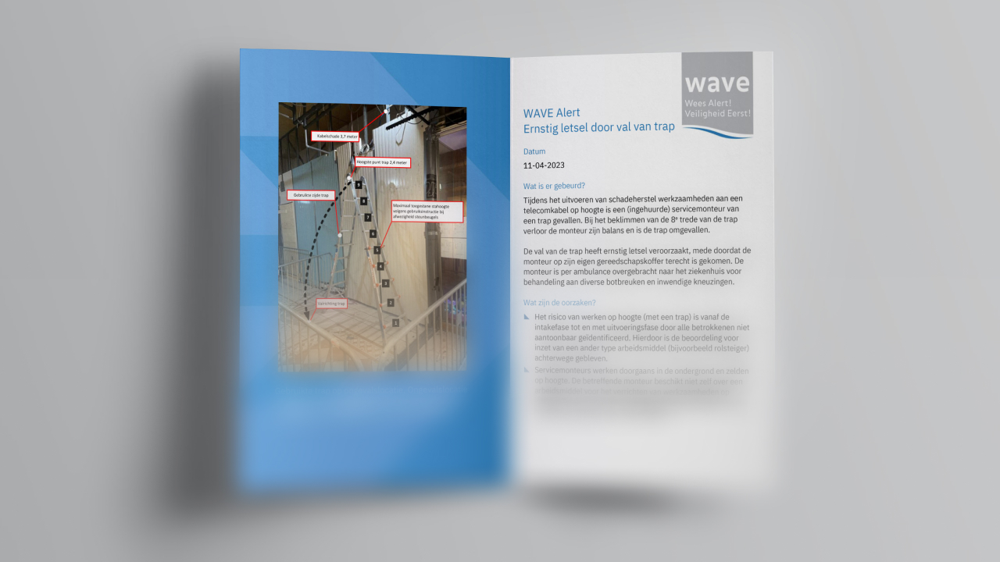 Kabelschade 3,7 meter
Hoogste punt trap 2,4 meter
9
Gebruikte zijde trap
8
Maximaal toegestane stahoogte
volgens gebruiksinstructie bij
afwezigheid steunbeugels
7
6
5
4
3
Valrichting trap
2
1
wave
Wees Alert!
Veiligheid Eerst!
WAVE Alert
Ernstig letsel door val van trap
Datum
11-04-2023
Wat is er gebeurd?
Tijdens het uitvoeren van schadeherstel werkzaamheden aan een
telecomkabel op hoogte is een (ingehuurde) servicemonteur van
een trap gevallen. Bij het beklimmen van de 8ᵉ trede van de trap
verloor de monteur zijn balans en is de trap omgevallen.
De val van de trap heeft ernstig letsel veroorzaakt, mede doordat de
monteur op zijn eigen gereedschapskoffer terecht is gekomen. De
monteur is per ambulance overgebracht naar het ziekenhuis voor
behandeling aan diverse botbreuken en inwendige kneuzingen.
Wat zijn de oorzaken?
Het risico van werken op hoogte (met een trap) is vanaf de
intakefase tot en met uitvoeringsfase door alle betrokkenen niet
aantoonbaar geïdentificeerd. Hierdoor is de beoordeling voor
inzet van een ander type arbeidsmiddel (bijvoorbeeld rolsteiger)
achterwege gebleven.
Servicemonteurs werken doorgaans in de ondergrond en zelden
op hoogte. De betreffende monteur beschikt niet zelf over een